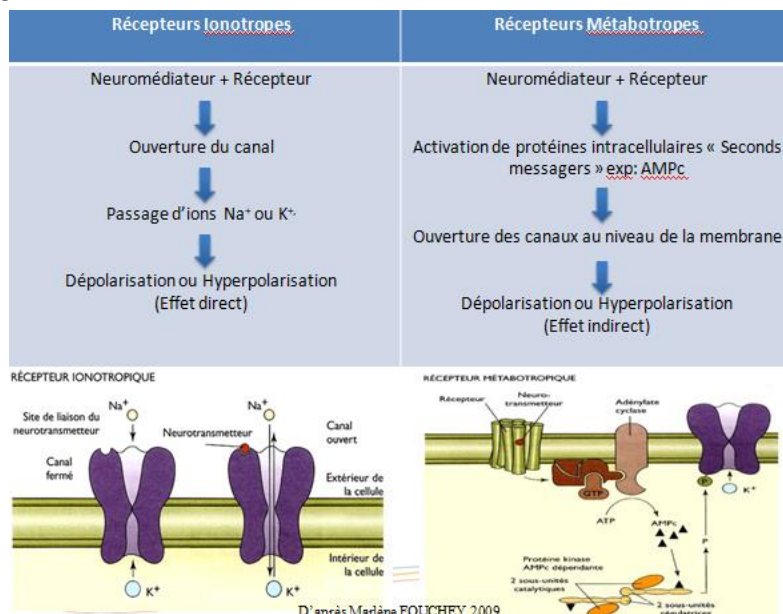 Récepteurs Ionotropes
Récepteurs Métabotropes
Neuromédiateur + Récepteur
Ouverture du canal
Passage d'ions Na⁺ ou K⁺.
Dépolarisation ou Hyperpolarisation
(Effet direct)
Neuromédiateur + Récepteur
Activation de protéines intracellulaires « Seconds
messagers » exp: AMPc
Ouverture des canaux au niveau de la membrane
Dépolarisation ou Hyperpolarisation
(Effet indirect)
RÉCEPTEUR IONOTROPIQUE
Na⁺
Na⁺
Site de liaison du
neurotransmetteur
Neurotransmetteur
Canal
ouvert
Canal
fermé
Extérieur de
la cellule
Intérieur de
la cellule
K⁺
K⁺
RÉCEPTEUR MÉTABOTROPIQUE
Récepteur
Neuro-
transmetteur
Adénylate
cyclase
GTP
P
K⁺
ATP
AMPc
P
Protéine kinase
AMPc dépendante
2 sous-unités
catalytiques
2 sous-unités
D'après Marlène FOUCHEY, 2009